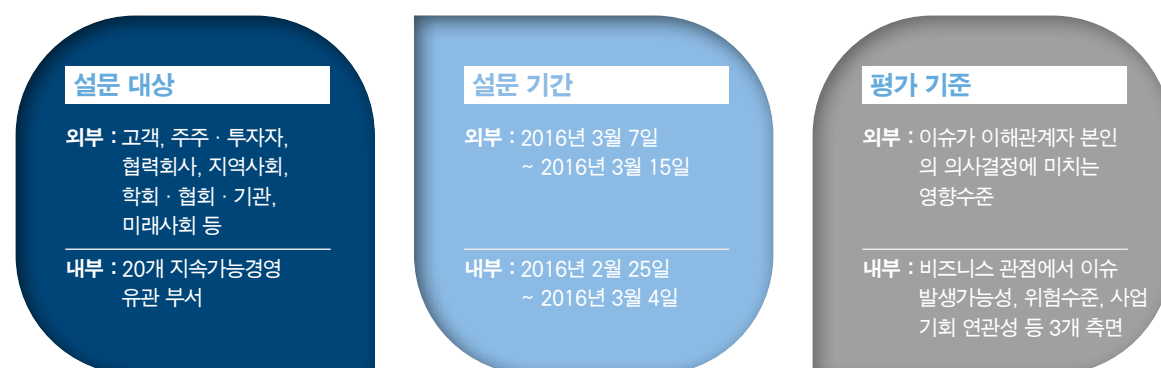 설문 대상
외부 : 고객, 주주 · 투자자,
협력회사, 지역사회,
학회 · 협회 · 기관,
미래사회 등
내부 : 20개 지속가능경영
유관 부서
설문 기간
외부 : 2016년 3월 7일
~ 2016년 3월 15일
내부 : 2016년 2월 25일
~ 2016년 3월 4일
평가 기준
외부 : 이슈가 이해관계자 본인
의 의사결정에 미치는
영향수준
내부 : 비즈니스 관점에서 이슈
발생가능성, 위험수준, 사업
기회 연관성 등 3개 측면